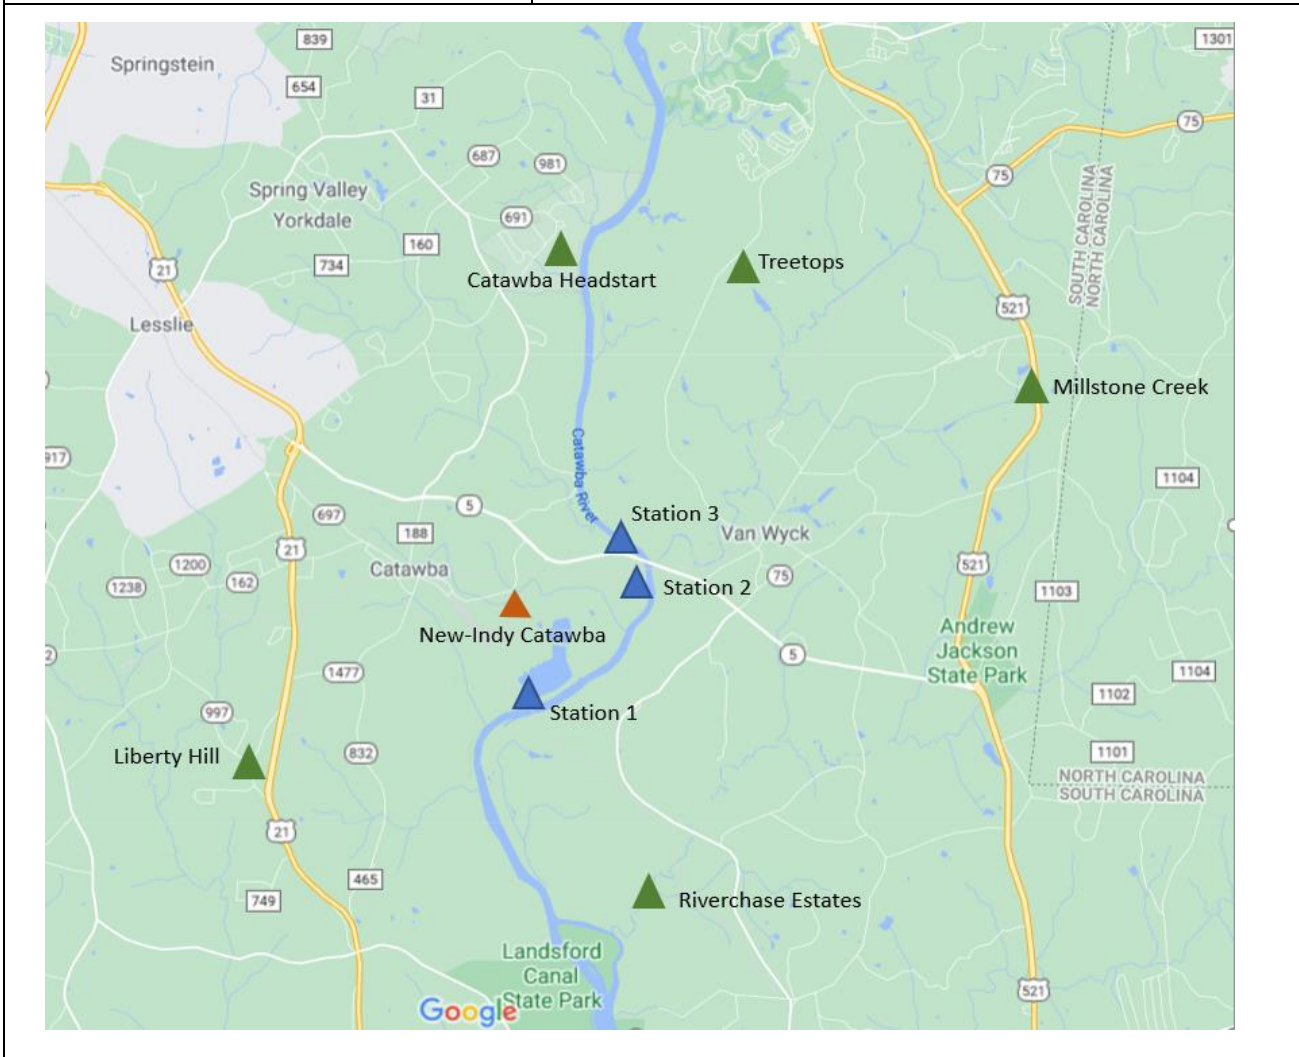 839
1301
Springstein
654
31
75
687
981
75
Spring Valley
Yorkdale
691
160
734
21
SOUTH CAROLINA
NORTH CAROLINA
Catawba Headstart
Treetops
521
Lesslie
Millstone Creek
917
Catawba River
1104
5
697
188
Station 3
Van Wyck
21
1200
Catawba
521
1238
162
Station 2
75
1103
New-Indy Catawba
Andrew
Jackson
State Park
2
5
1477
1104
1102
997
Station 1
Liberty Hill
832
1101
NORTH CAROLINA
SOUTH CAROLINA
21
465
749
Riverchase Estates
Landsford
Canal
State Park
521
Google